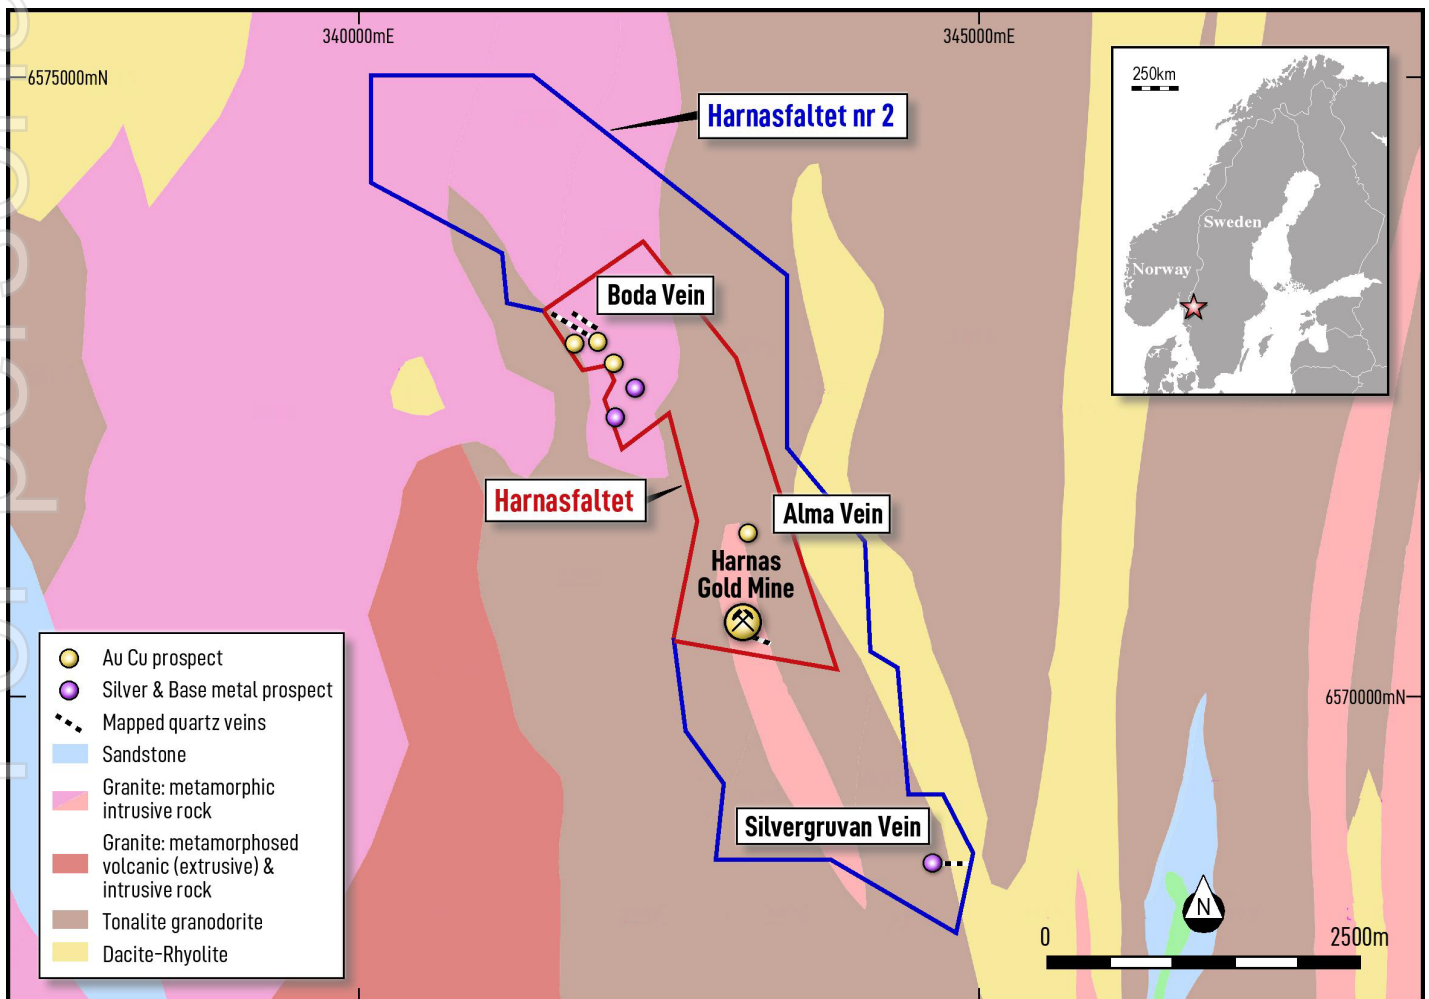 340000mE
345000mE
6575000mN
250km
Harnasfaltet nr 2
Sweden
Norway
Boda Vein
Harnasfaltet
Alma Vein
Harnas
Gold Mine
Au Cu prospect
Silver & Base metal prospect
Mapped quartz veins
Sandstone
Granite: metamorphic
intrusive rock
Granite: metamorphosed
volcanic (extrusive) &
intrusive rock
Tonalite granodorite
Dacite-Rhyolite
6570000mN
Silvergruvan Vein
N
0
2500m